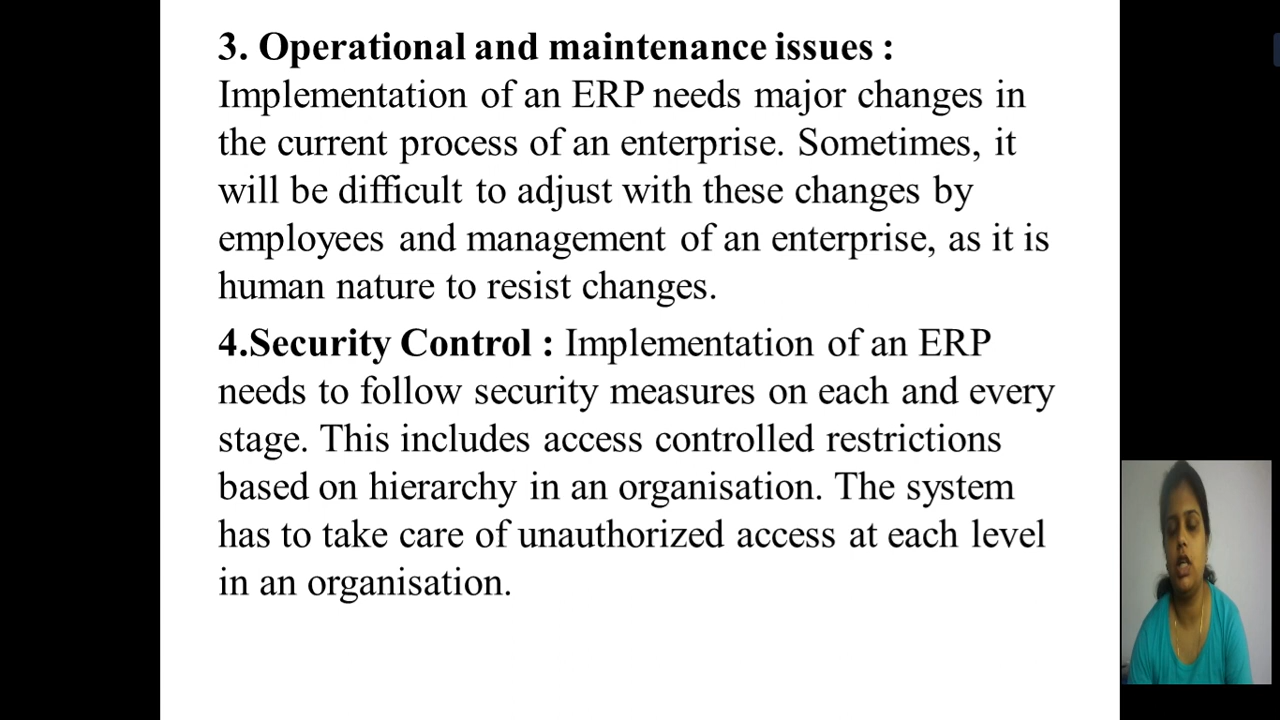 3. Operational and maintenance issues :
Implementation of an ERP needs major changes in
the current process of an enterprise. Sometimes, it
will be difficult to adjust with these changes by
employees and management of an enterprise, as it is
human nature to resist changes.
4.Security Control : Implementation of an ERP
needs to follow security measures on each and every
stage. This includes access controlled restrictions
based on hierarchy in an organisation. The system
has to take care of unauthorized access at each level
in an organisation.